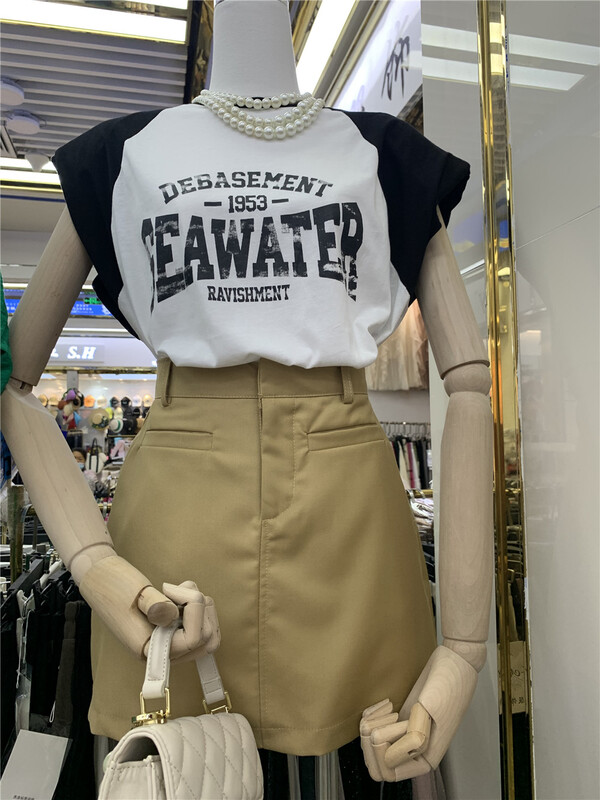 DEBASEMENT
- 1953 -
SEAWATER
RAVISHMENT
S.H